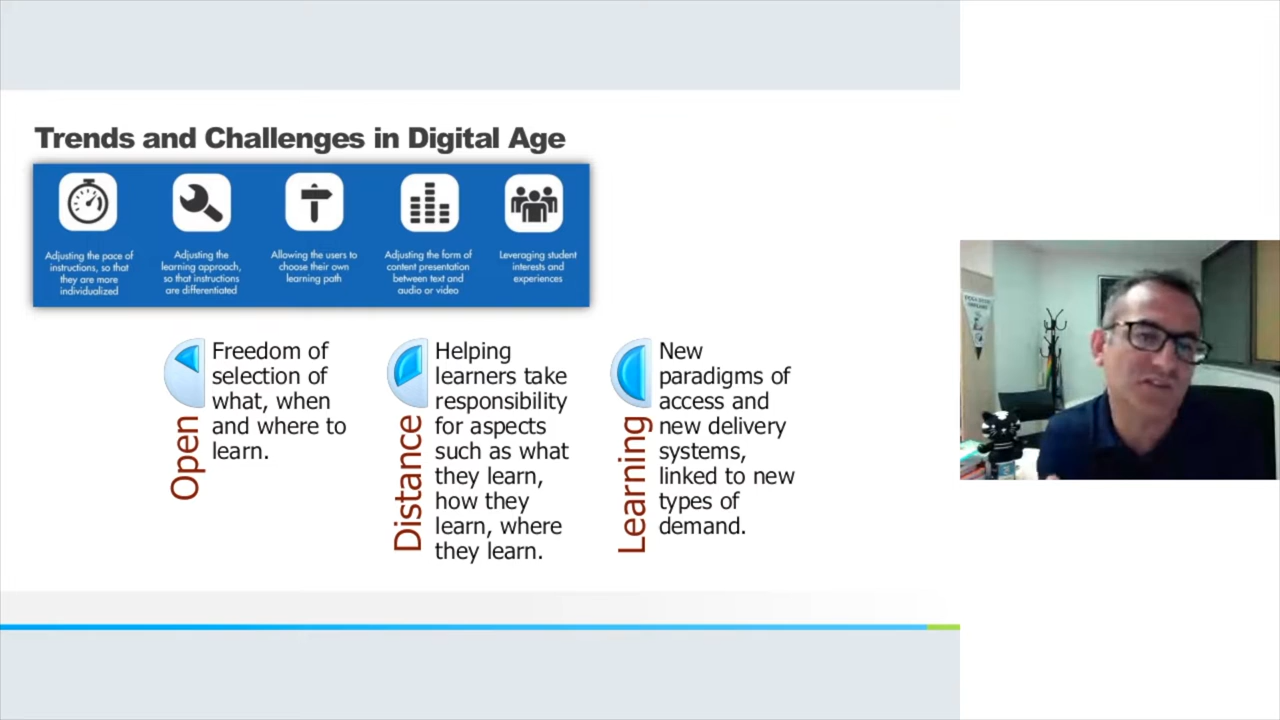 Trends and Challenges in Digital Age
Adjusting the pace of
instructions, so that
they are more
individualized
Adjusting the
learning approach,
so that instructions
are differentiated
Allowing the users to
choose their own
learning path
Adjusting the form of
content presentation
between text and
audio or video
Leveraging student
interests and
experiences
Open
Freedom of
selection of
what, when
and where to
learn.
Distance
Helping
learners take
responsibility
for aspects
such as what
they learn,
how they
learn, where
they learn.
Learning
New
paradigms of
access and
new delivery
systems,
linked to new
types of
demand.